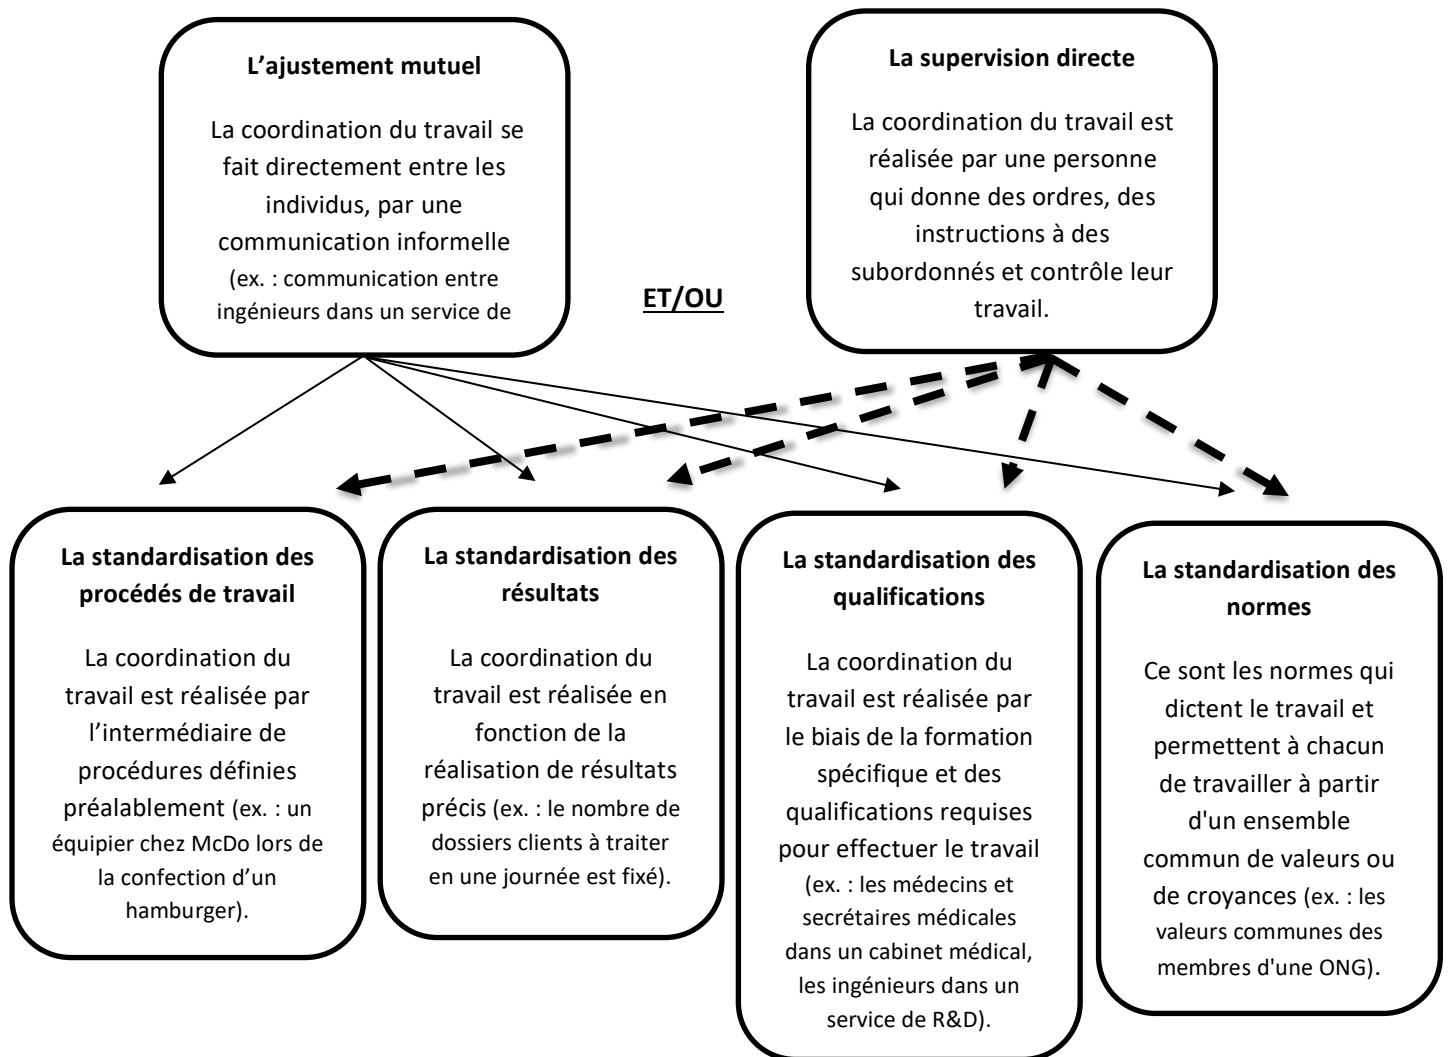 L’ajustement mutuel
La coordination du travail se
fait directement entre les
individus, par une
communication informelle
(ex. : communication entre
ingénieurs dans un service de
La supervision directe
La coordination du travail est
réalisée par une personne
qui donne des ordres, des
instructions à des
subordonnés et contrôle leur
travail.
ET/OU
La standardisation des
procédés de travail
La coordination du
travail est réalisée par
l’intermédiaire de
procédures définies
préalablement (ex. : un
équipier chez McDo lors de
la confection d’un
hamburger).
La standardisation des
résultats
La coordination du
travail est réalisée en
fonction de la
réalisation de résultats
précis (ex. : le nombre de
dossiers clients à traiter
en une journée est fixé).
La standardisation des
qualifications
La coordination du
travail est réalisée par
le biais de la formation
spécifique et des
qualifications requises
pour effectuer le travail
(ex. : les médecins et
secrétaires médicales
dans un cabinet médical,
les ingénieurs dans un
service de R&D).
La standardisation des
normes
Ce sont les normes qui
dictent le travail et
permettent à chacun
de travailler à partir
d'un ensemble
commun de valeurs ou
de croyances (ex. : les
valeurs communes des
membres d'une ONG).